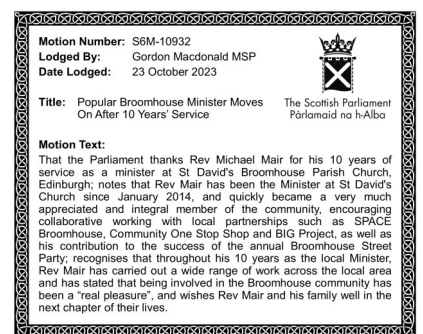 Motion Number: S6M-10932
Lodged By: Gordon Macdonald MSP
Date Lodged: 23 October 2023
Title: Popular Broomhouse Minister Moves
On After 10 Years' Service
The Scottish Parliament
Pàrlamaid na h-Alba
Motion Text:
That the Parliament thanks Rev Michael Mair for his 10 years of
service as a minister at St David's Broomhouse Parish Church,
Edinburgh; notes that Rev Mair has been the Minister at St David's
Church since January 2014, and quickly became a very much
appreciated and integral member of the community, encouraging
collaborative working with local partnerships such as SPACE
Broomhouse, Community One Stop Shop and BIG Project, as well as
his contribution to the success of the annual Broomhouse Street
Party; recognises that throughout his 10 years as the local Minister,
Rev Mair has carried out a wide range of work across the local area
and has stated that being involved in the Broomhouse community has
been a “real pleasure”, and wishes Rev Mair and his family well in the
next chapter of their lives.